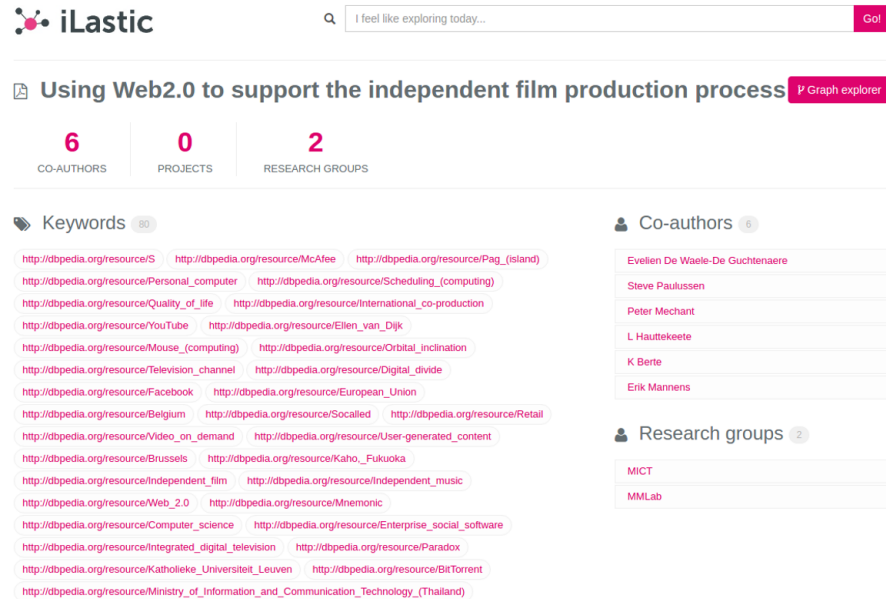 iLastic
I feel like exploring today...
Go!
Using Web2.0 to support the independent film production process
Graph explorer
6 0 2
CO-AUTHORS PROJECTS RESEARCH GROUPS
Keywords 80
http://dbpedia.org/resource/S http://dbpedia.org/resource/McAfee http://dbpedia.org/resource/Pag_(island)
http://dbpedia.org/resource/Personal_computer http://dbpedia.org/resource/Scheduling_(computing)
http://dbpedia.org/resource/Quality_of_life http://dbpedia.org/resource/International_co-production
http://dbpedia.org/resource/YouTube http://dbpedia.org/resource/Ellen_van_Dijk
http://dbpedia.org/resource/Mouse_(computing) http://dbpedia.org/resource/Orbital_inclination
http://dbpedia.org/resource/Television_channel http://dbpedia.org/resource/Digital_divide
http://dbpedia.org/resource/Facebook http://dbpedia.org/resource/European_Union
http://dbpedia.org/resource/Belgium http://dbpedia.org/resource/Socalled http://dbpedia.org/resource/Retail
http://dbpedia.org/resource/Video_on_demand http://dbpedia.org/resource/User-generated_content
http://dbpedia.org/resource/Brussels http://dbpedia.org/resource/Kaho,_Fukuoka
http://dbpedia.org/resource/Independent_film http://dbpedia.org/resource/Independent_music
http://dbpedia.org/resource/Web_2.0 http://dbpedia.org/resource/Mnemonic
http://dbpedia.org/resource/Computer_science http://dbpedia.org/resource/Enterprise_social_software
http://dbpedia.org/resource/Integrated_digital_television http://dbpedia.org/resource/Paradox
http://dbpedia.org/resource/Katholieke_Universiteit_Leuven http://dbpedia.org/resource/BitTorrent
http://dbpedia.org/resource/Ministry_of_Information_and_Communication_Technology_(Thailand)
Co-authors 6
Evelien De Waele-De Guchtenaere
Steve Paulussen
Peter Mechant
L Hauttekeete
K Berte
Erik Mannens
Research groups 2
MICT
MMLab